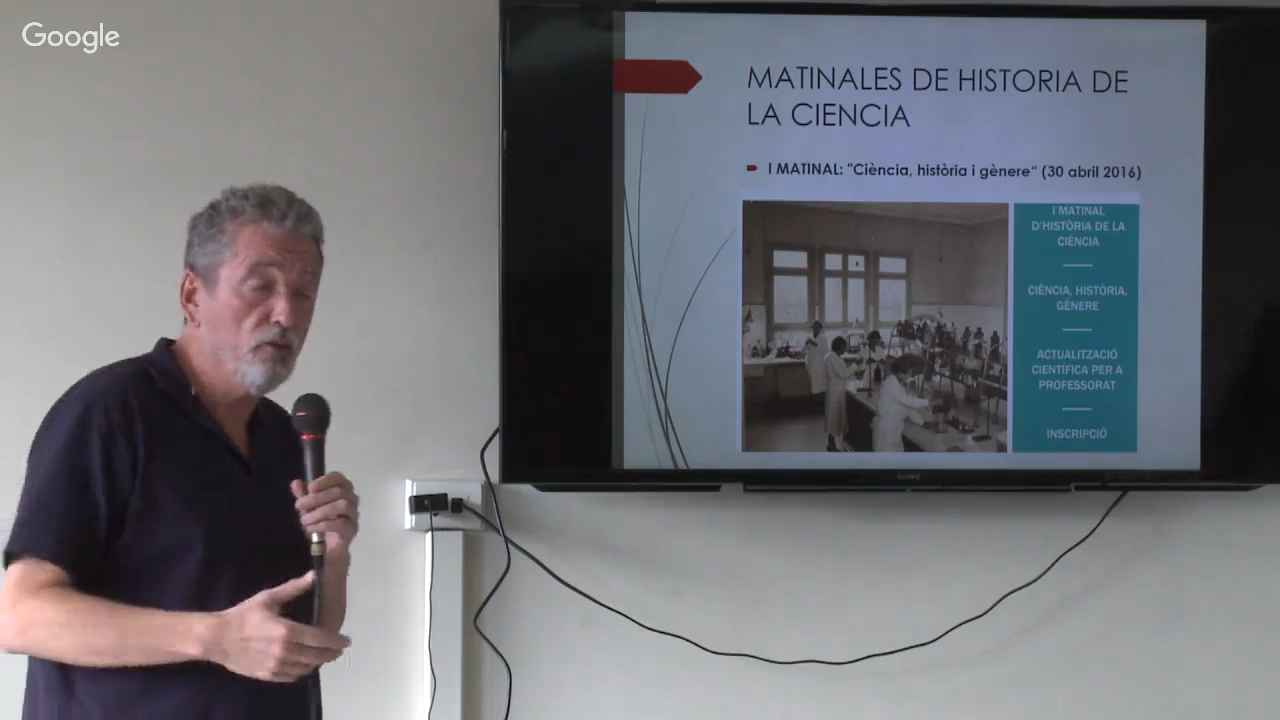 Google
MATINALES DE HISTORIA DE
LA CIENCIA
I MATINAL: "Ciència, història i gènere" (30 abril 2016)
I MATINAL
D'HISTÒRIA DE LA
CIÈNCIA
CIÈNCIA, HISTÒRIA,
GÈNERE
ACTUALITZACIÓ
CIENTÍFICA PER A
PROFESSORAT
INSCRIPCIÓ
SONY